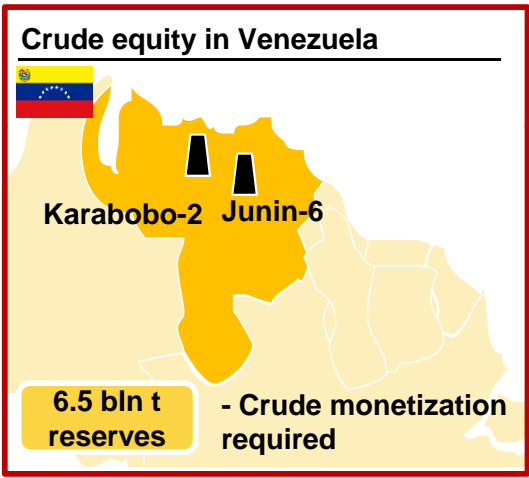 Crude equity in Venezuela
Karabobo-2 Junin-6
6.5 bln t
reserves
- Crude monetization
required